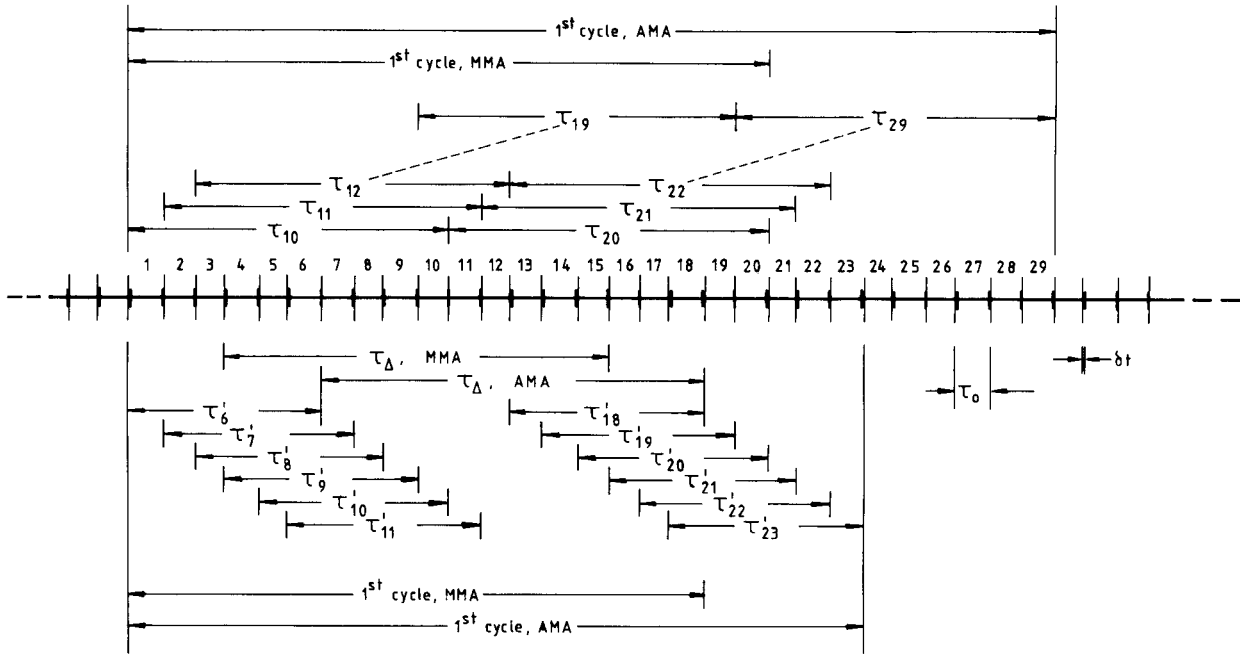 1st cycle, AMA
1st cycle, MMA
τ19 τ29
τ12 τ22
τ11 τ21
τ10 τ20
1 2 3 4 5 6 7 8 9 10 11 12 13 14 15 16 17 18 19 20 21 22 23 24 25 26 27 28 29
τΔ, MMA δt
τΔ, AMA τo
τ'6 τ'18
τ'7 τ'19
τ'8 τ'20
τ'9 τ'21
τ'10 τ'22
τ'11 τ'23
1st cycle, MMA
1st cycle, AMA